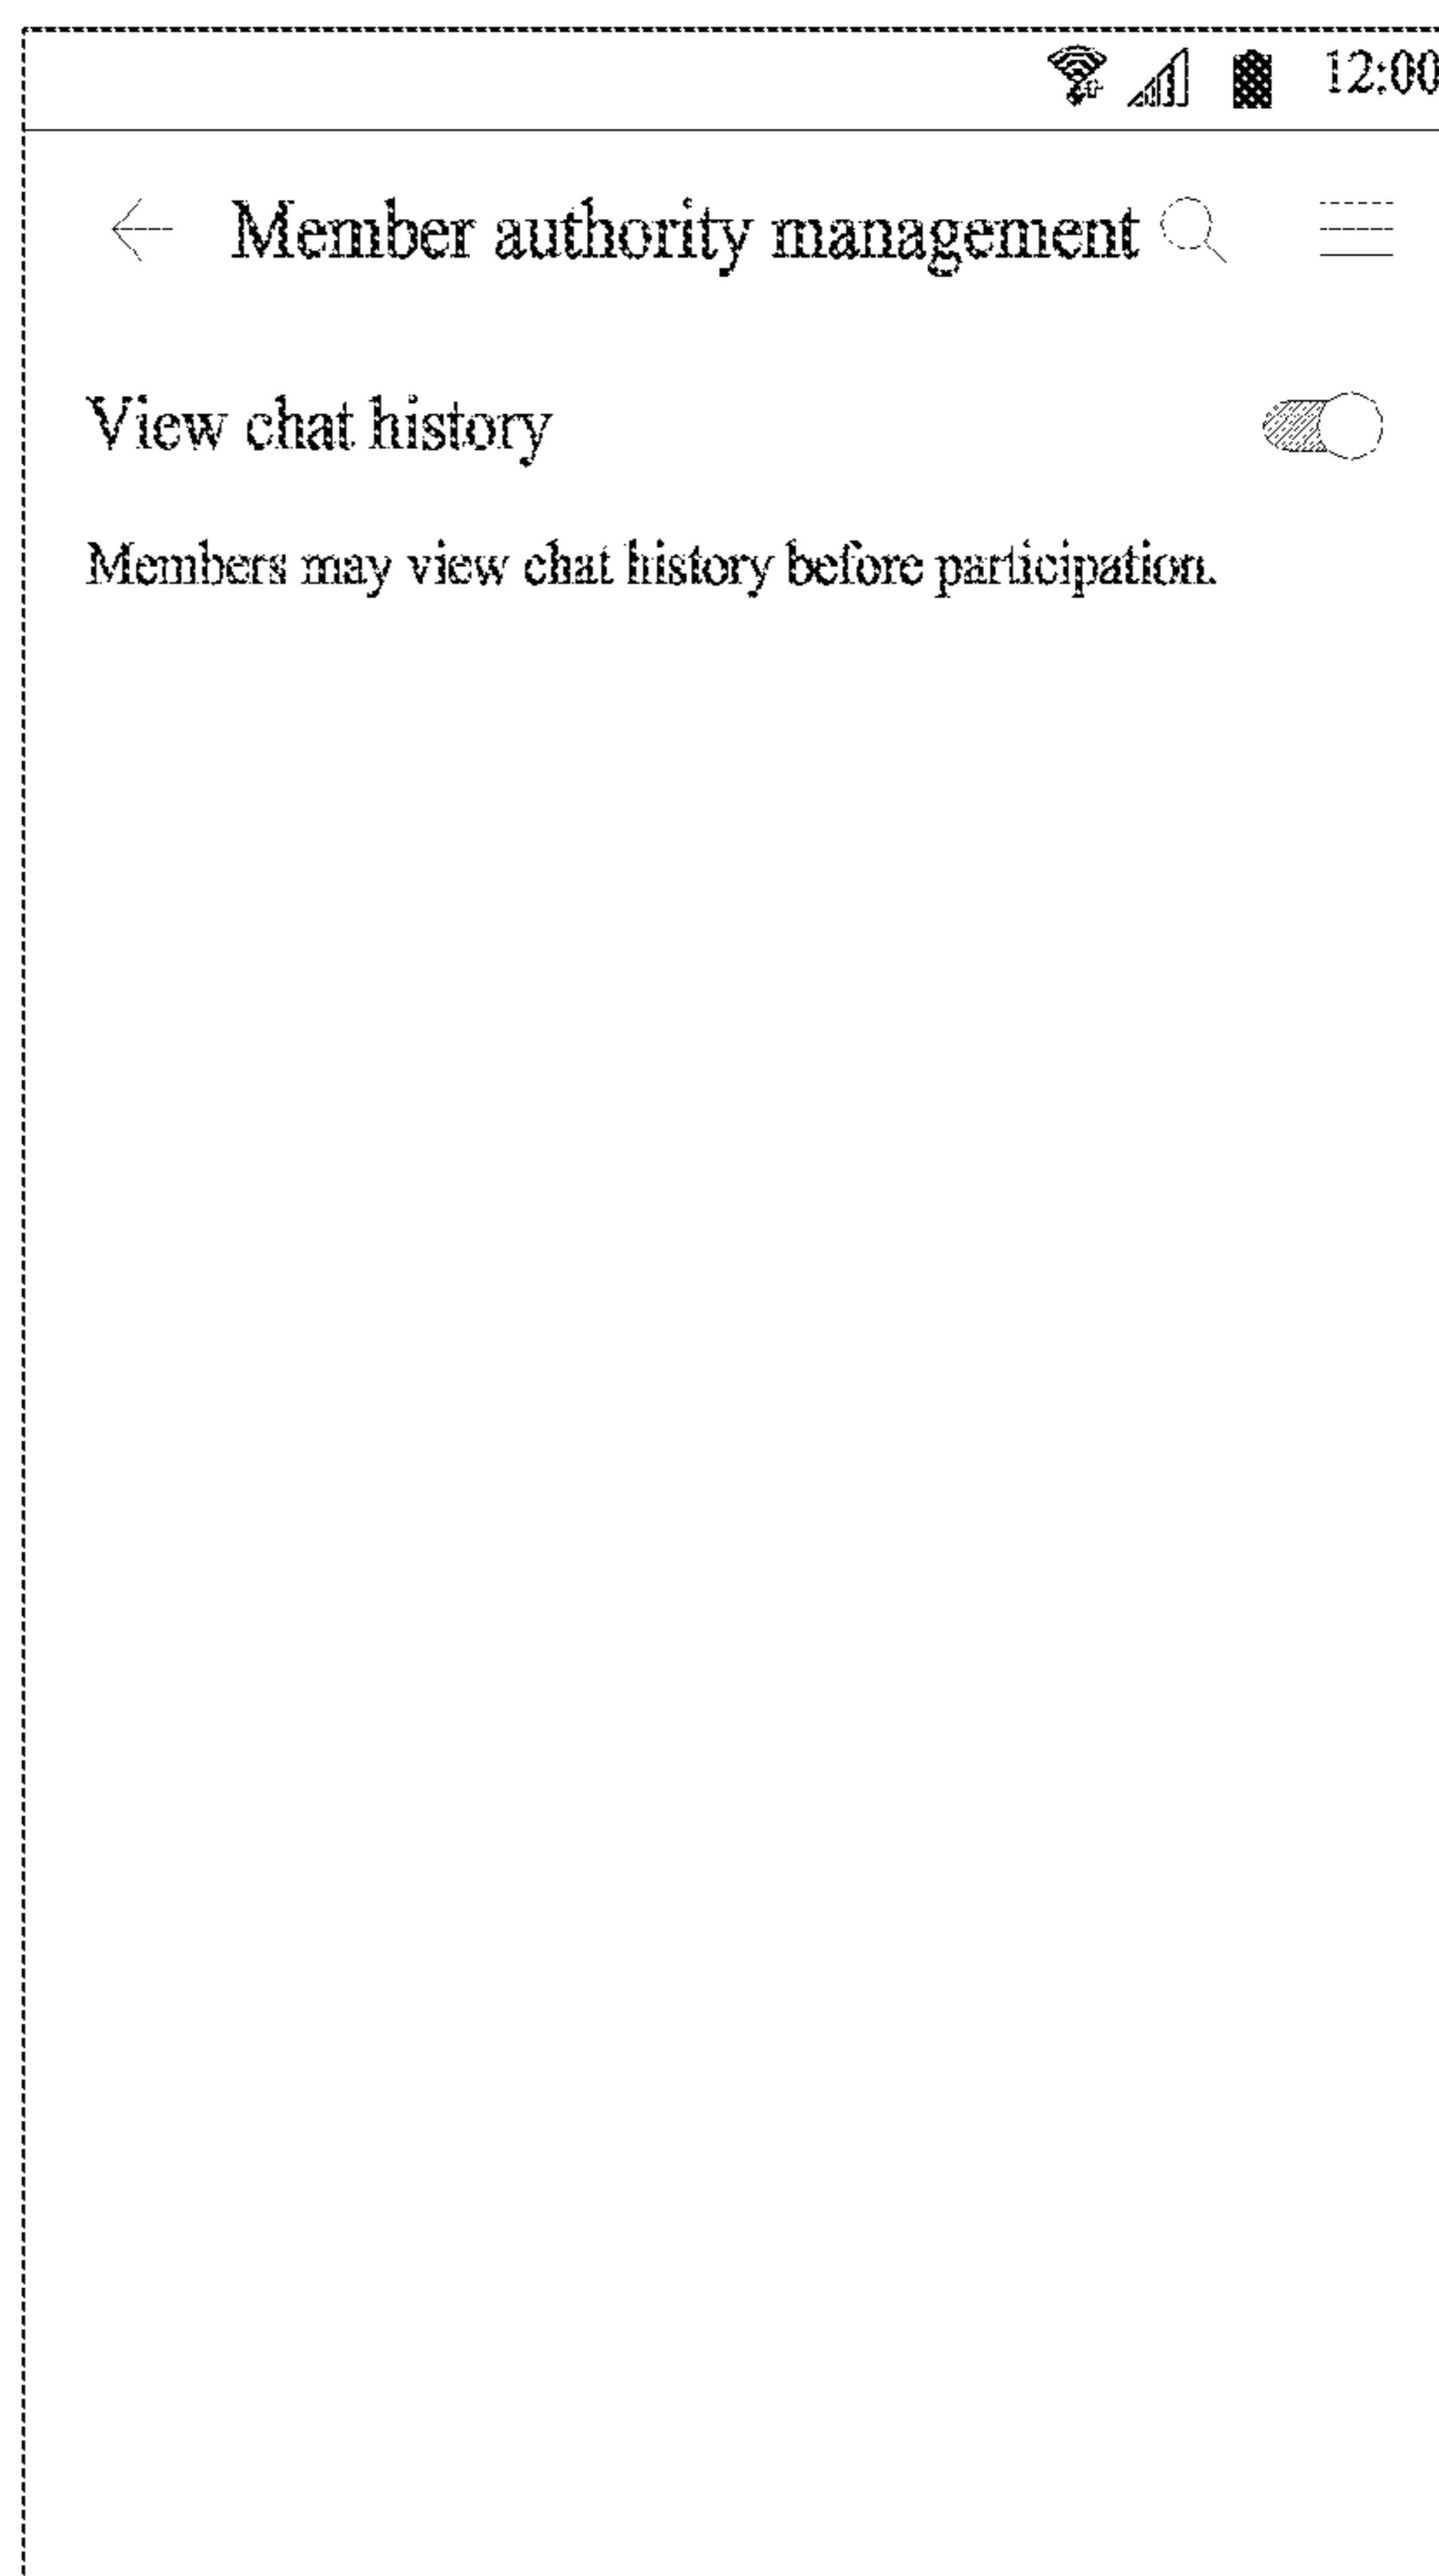 12:00
Member authority management
View chat history
Members may view chat history before participation.